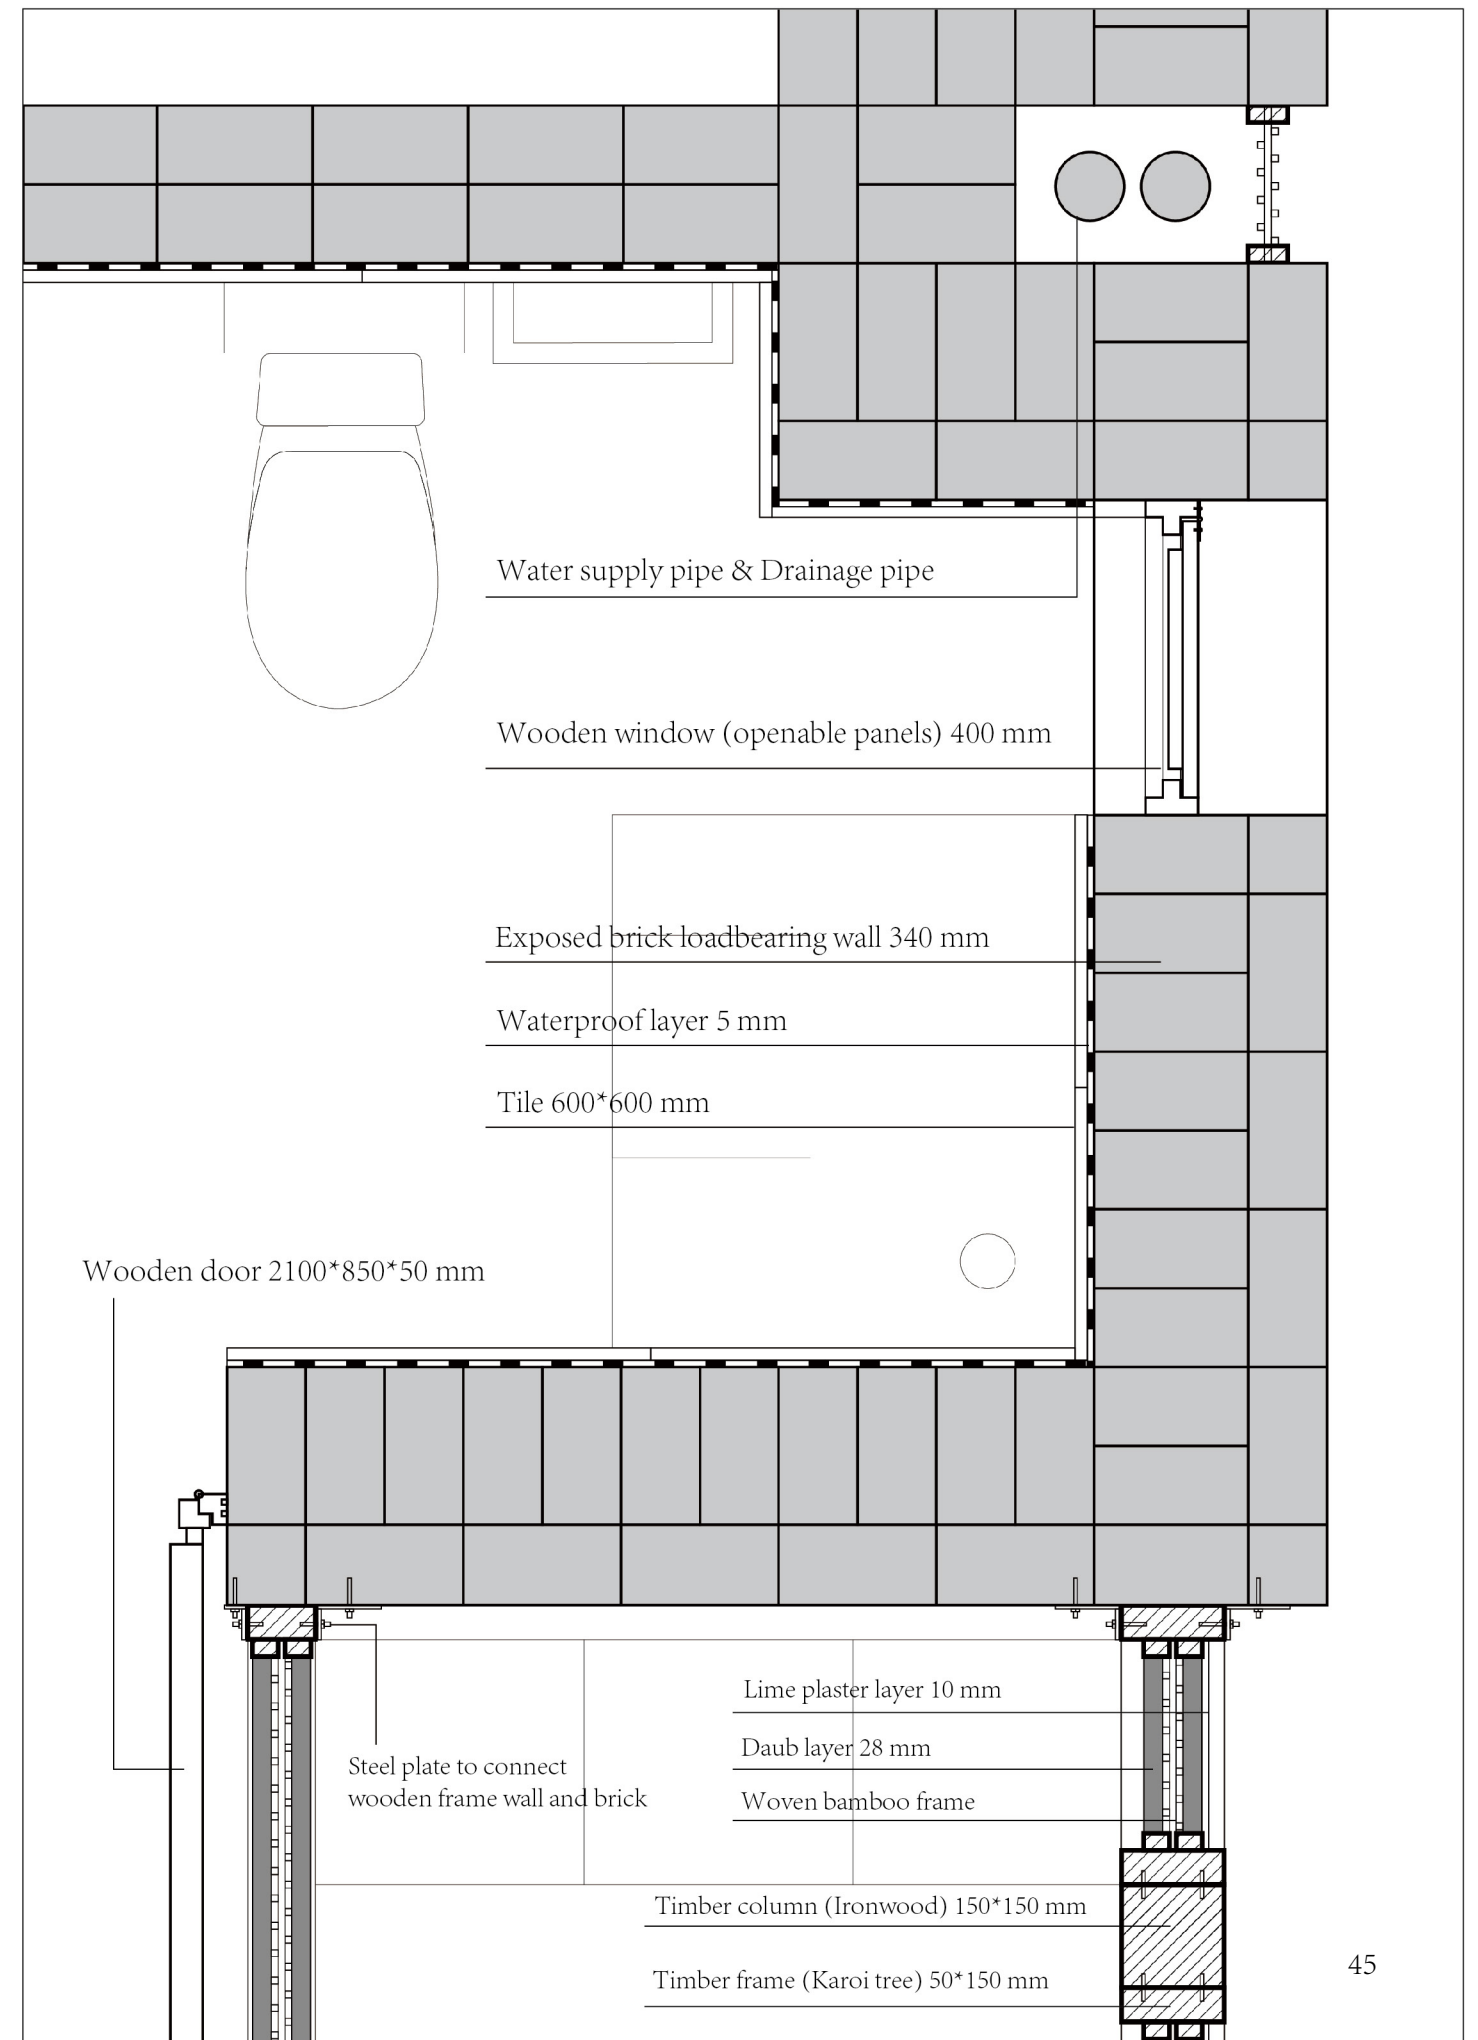 Water supply pipe & Drainage pipe
Wooden window (openable panels) 400 mm
Exposed brick loadbearing wall 340 mm
Waterproof layer 5 mm
Tile 600*600 mm
Wooden door 2100*850*50 mm
Lime plaster layer 10 mm
Daub layer 28 mm
Steel plate to connect
wooden frame wall and brick
Woven bamboo frame
Timber column (Ironwood) 150*150 mm
Timber frame (Karoi tree) 50*150 mm
45